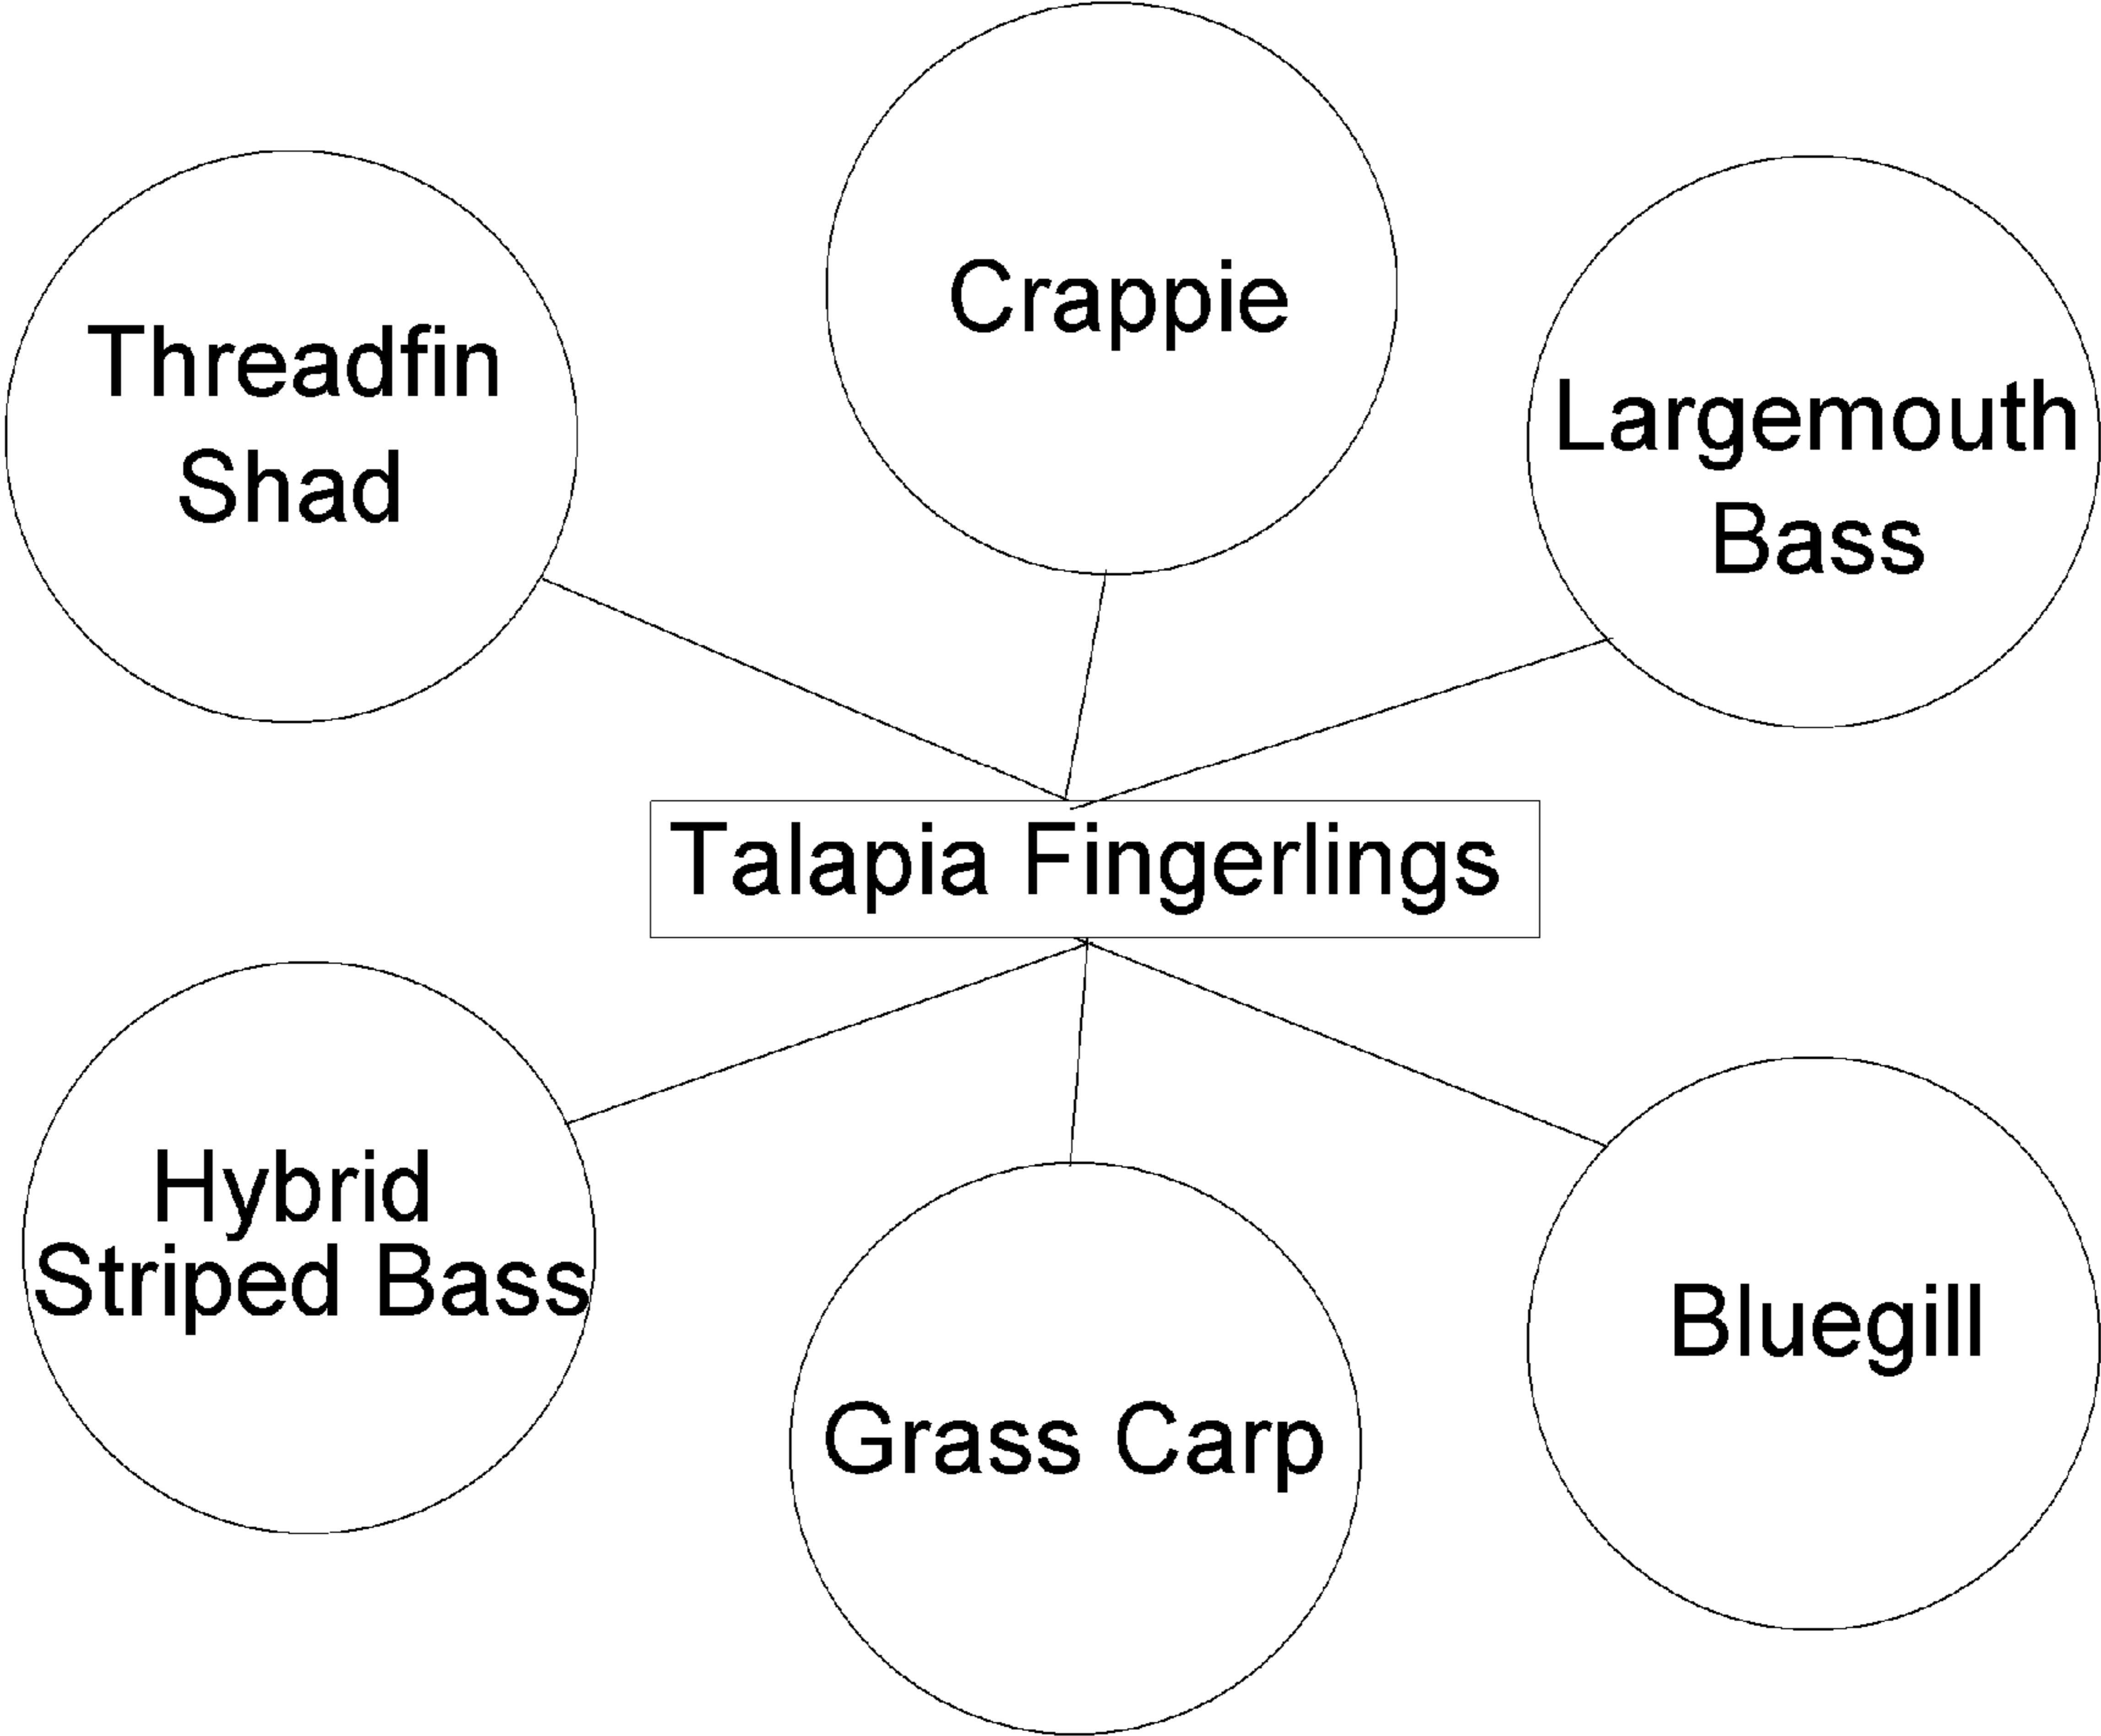 Threadfin
Shad
Crappie
Largemouth
Bass
Talapia Fingerlings
Hybrid
Striped Bass
Grass Carp
Bluegill